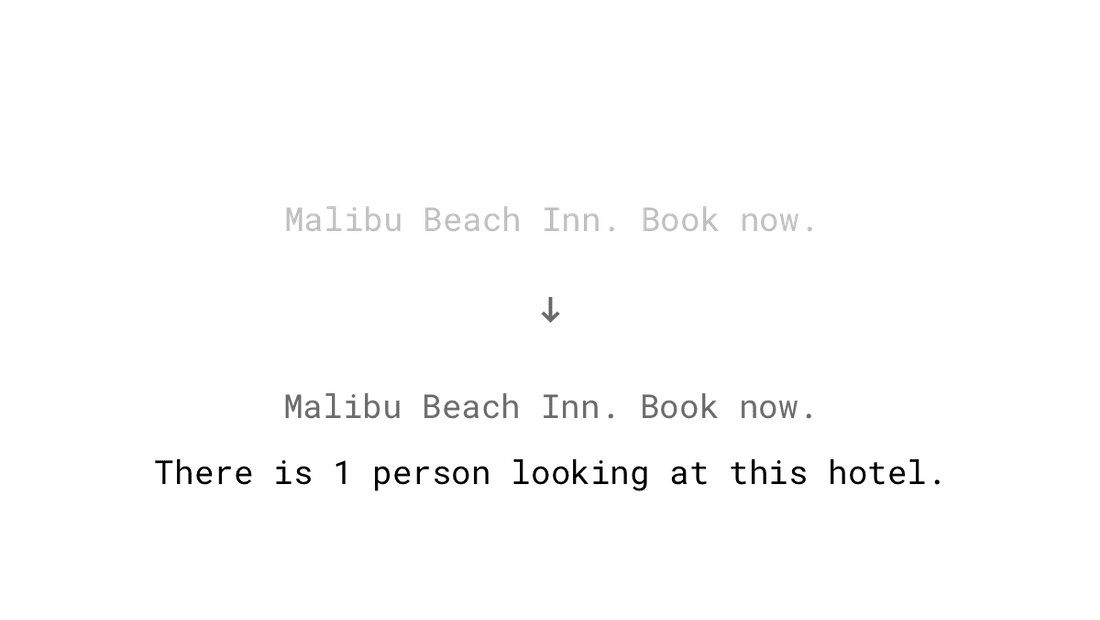 Malibu Beach Inn. Book now.
↓
Malibu Beach Inn. Book now.
There is 1 person looking at this hotel.